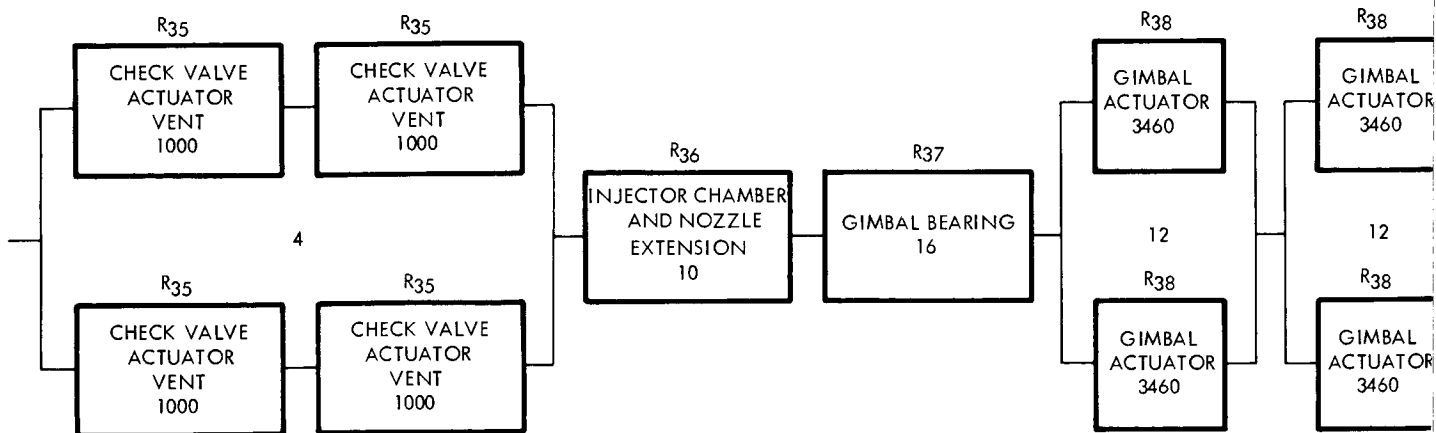 R35
CHECK VALVE
ACTUATOR
VENT
1000
R35
CHECK VALVE
ACTUATOR
VENT
1000
4
R35
CHECK VALVE
ACTUATOR
VENT
1000
R35
CHECK VALVE
ACTUATOR
VENT
1000
R36
INJECTOR CHAMBER
AND NOZZLE
EXTENSION
10
R37
GIMBAL BEARING
16
R38
GIMBAL
ACTUATOR
3460
12
R38
GIMBAL
ACTUATOR
3460
R38
GIMBAL
ACTUATOR
3460
12
R38
GIMBAL
ACTUATOR
3460